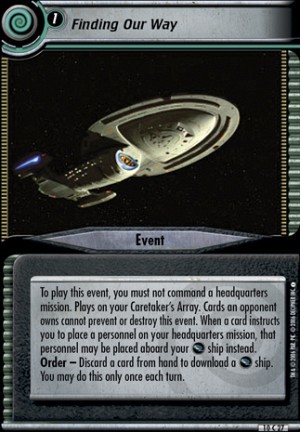 1 Finding Our Way
Event
To play this event, you must not command a headquarters
mission. Plays on your Caretaker's Array. Cards an opponent
owns cannot prevent or destroy this event. When a card instructs
you to place a personnel on your headquarters mission, that
personnel may be placed aboard your ship instead.
Order – Discard a card from hand to download a ship.
You may do this only once each turn.
10 C 27